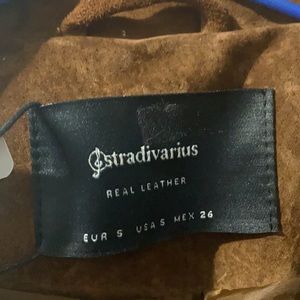 stradivarius
REAL LEATHER
EUR S USA S MEX 26